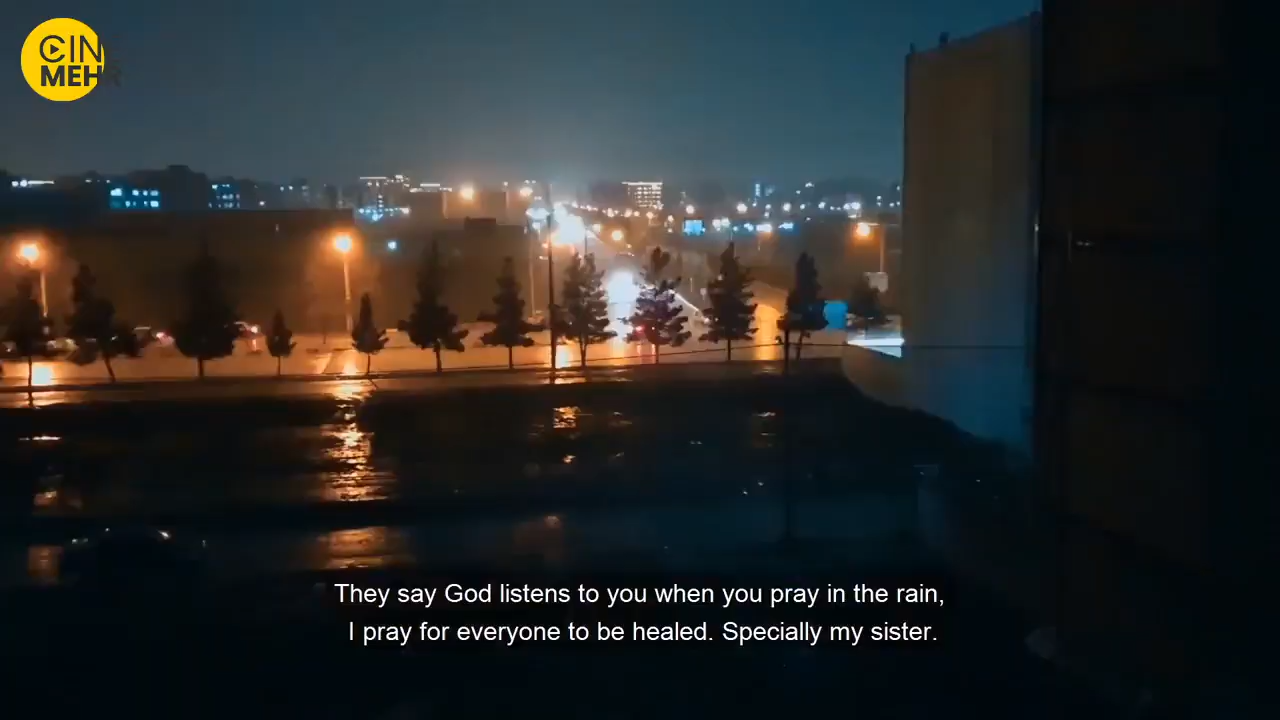 CIN
MEHR
They say God listens to you when you pray in the rain,
I pray for everyone to be healed. Specially my sister.